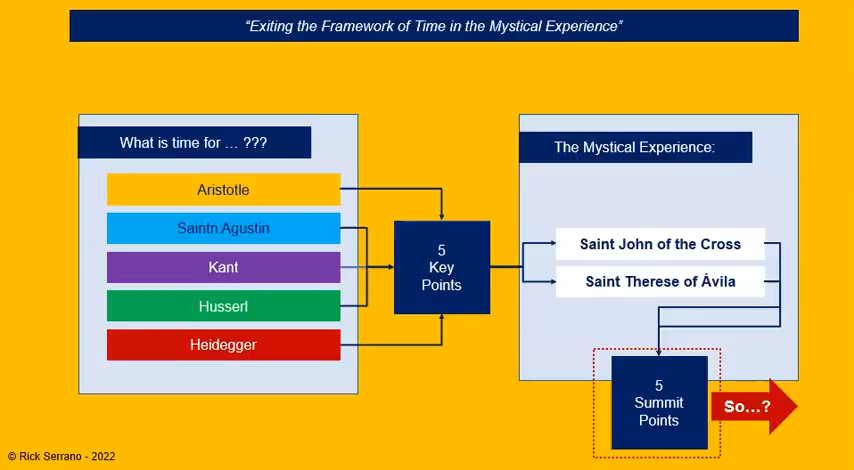 “Exiting the Framework of Time in the Mystical Experience”
What is time for … ???
Aristotle
Saintn Agustin
Kant
Husserl
Heidegger
5
Key
Points
The Mystical Experience:
Saint John of the Cross
Saint Therese of Ávila
5
Summit
Points
So…?
© Rick Serrano - 2022